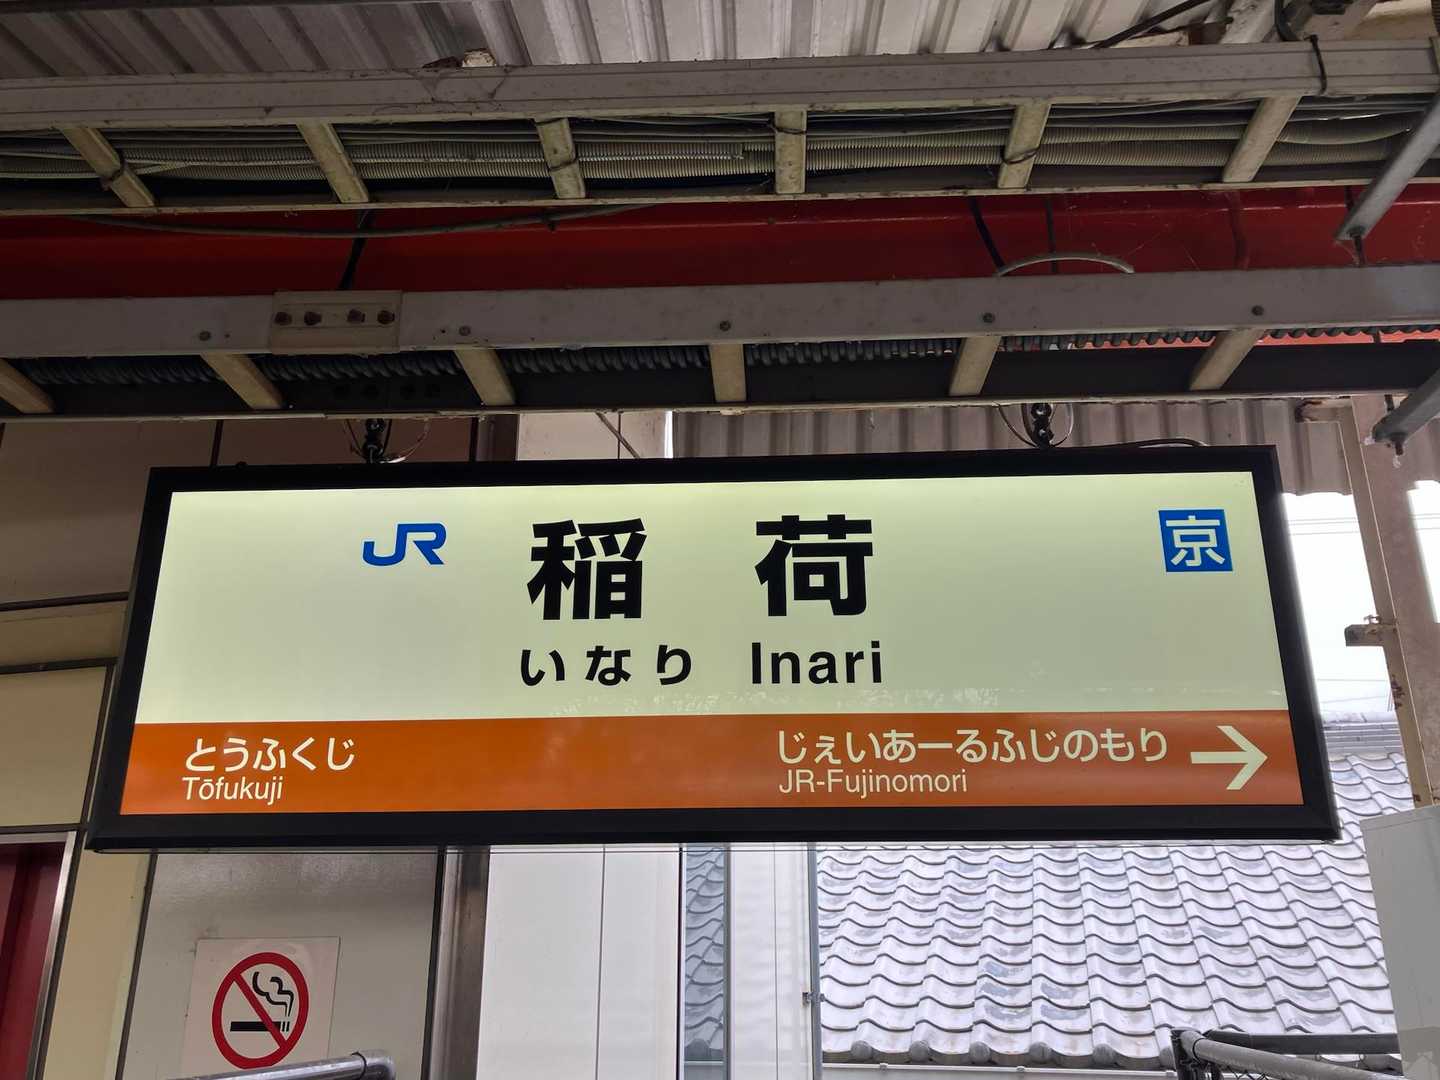 JR 稲荷 京
いなり Inari
とうふくじ じぇいあーるふじのもり →
Tōfukuji JR-Fujinomori